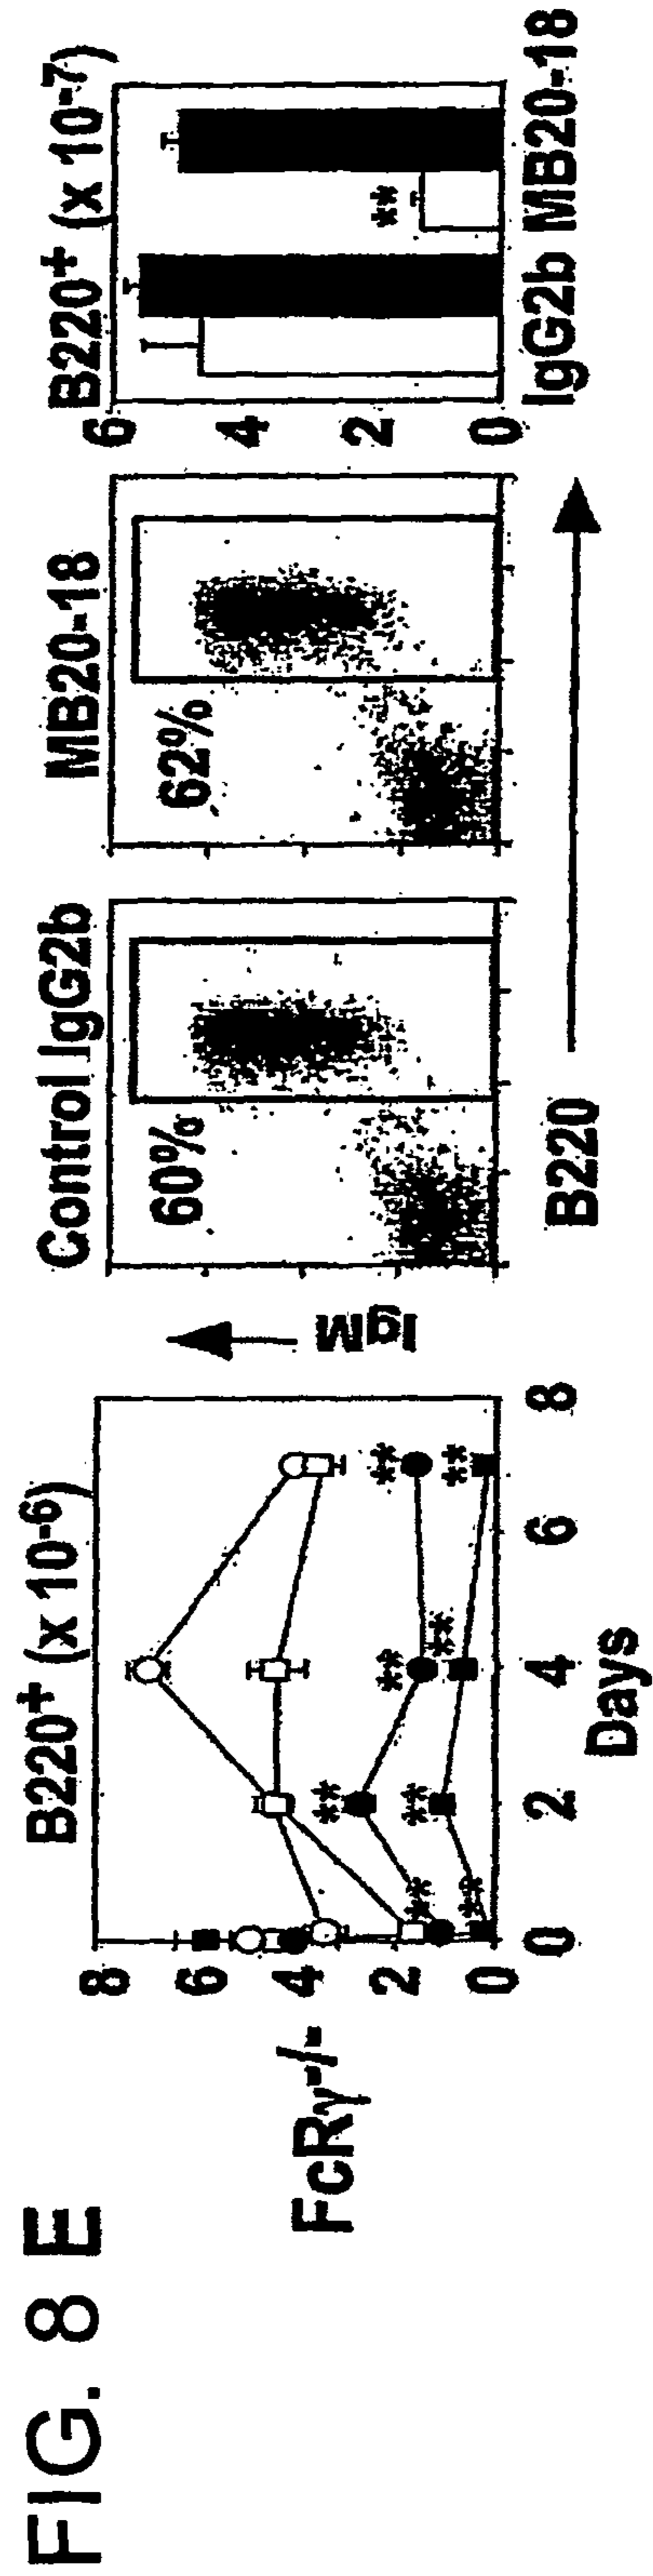 FIG. 8 E
FcRγ-/-
B220+ (x 10-6)
8
6
4
2
0
**
**
**
**
**
**
**
**
0
2
4
6
8
Days
IgM
Control IgG2b
60%
MB20-18
62%
B220
B220+ (x 10-7)
6
4
2
0
**
IgG2b MB20-18